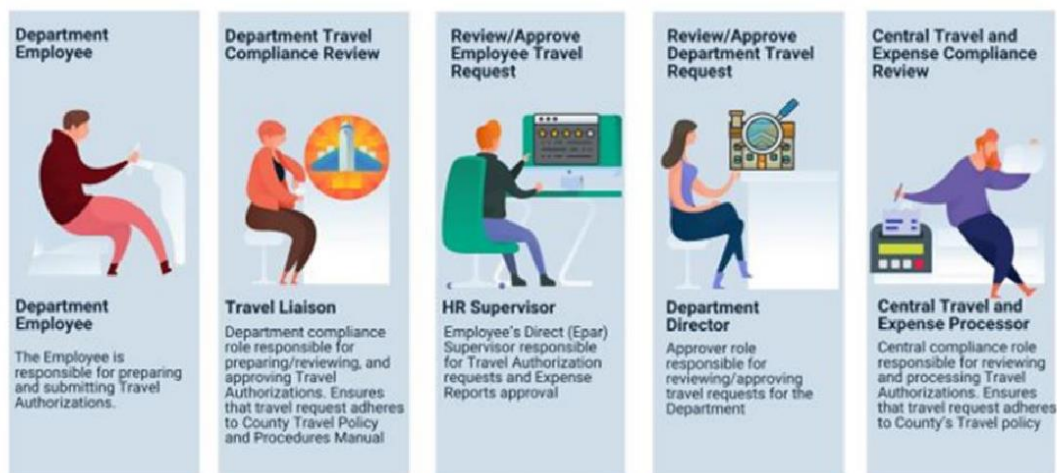 Department
Employee
Department
Employee
The Employee is
responsible for preparing
and submitting Travel
Authorizations.
Department Travel
Compliance Review
Travel Liaison
Department compliance
role responsible for
preparing/reviewing, and
approving Travel
Authorizations. Ensures
that travel request adheres
to County Travel Policy
and Procedures Manual
Review/Approve
Employee Travel
Request
HR Supervisor
Employee's Direct (Epar)
Supervisor responsible
for Travel Authorization
requests and Expense
Reports approval
Review/Approve
Department Travel
Request
Department
Director
Approver role
responsible for
reviewing/approving
travel requests for the
Department
Central Travel and
Expense Compliance
Review
Central Travel and
Expense Processor
Central compliance role
responsible for reviewing
and processing Travel
Authorizations. Ensures
that travel request adheres
to County's Travel policy